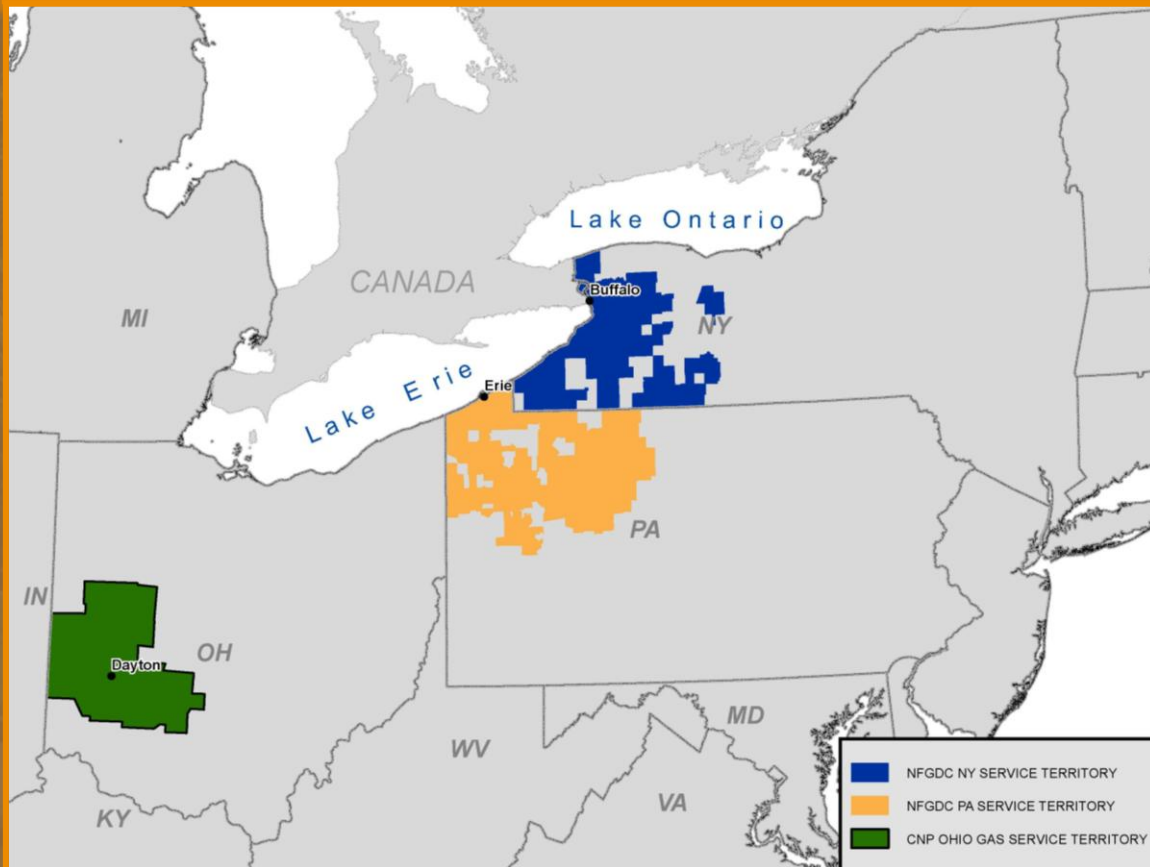 Lake Ontario
CANADA
Buffalo
MI
NY
Lake Erie
Erie
PA
IN
OH
Dayton
MD
WV
VA
KY
NFGDC NY SERVICE TERRITORY
NFGDC PA SERVICE TERRITORY
CNP OHIO GAS SERVICE TERRITORY